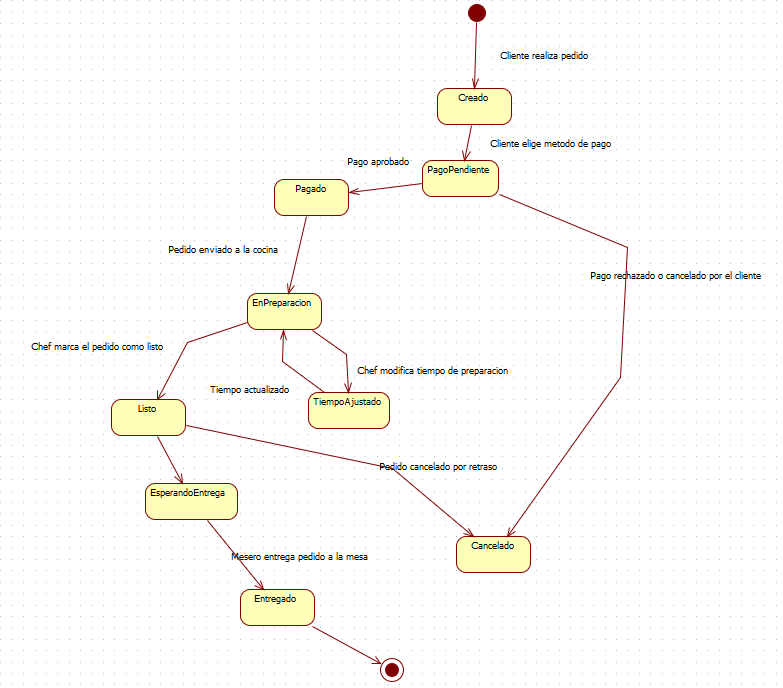 Cliente realiza pedido
Creado
Cliente elige metodo de pago
Pago aprobado
PagoPendiente
Pagado
Pedido enviado a la cocina
Pago rechazado o cancelado por el cliente
EnPreparacion
Chef marca el pedido como listo
Chef modifica tiempo de preparacion
Tiempo actualizado
TiempoAjustado
Listo
Pedido cancelado por retraso
EsperandoEntrega
Cancelado
Mesero entrega pedido a la mesa
Entregado